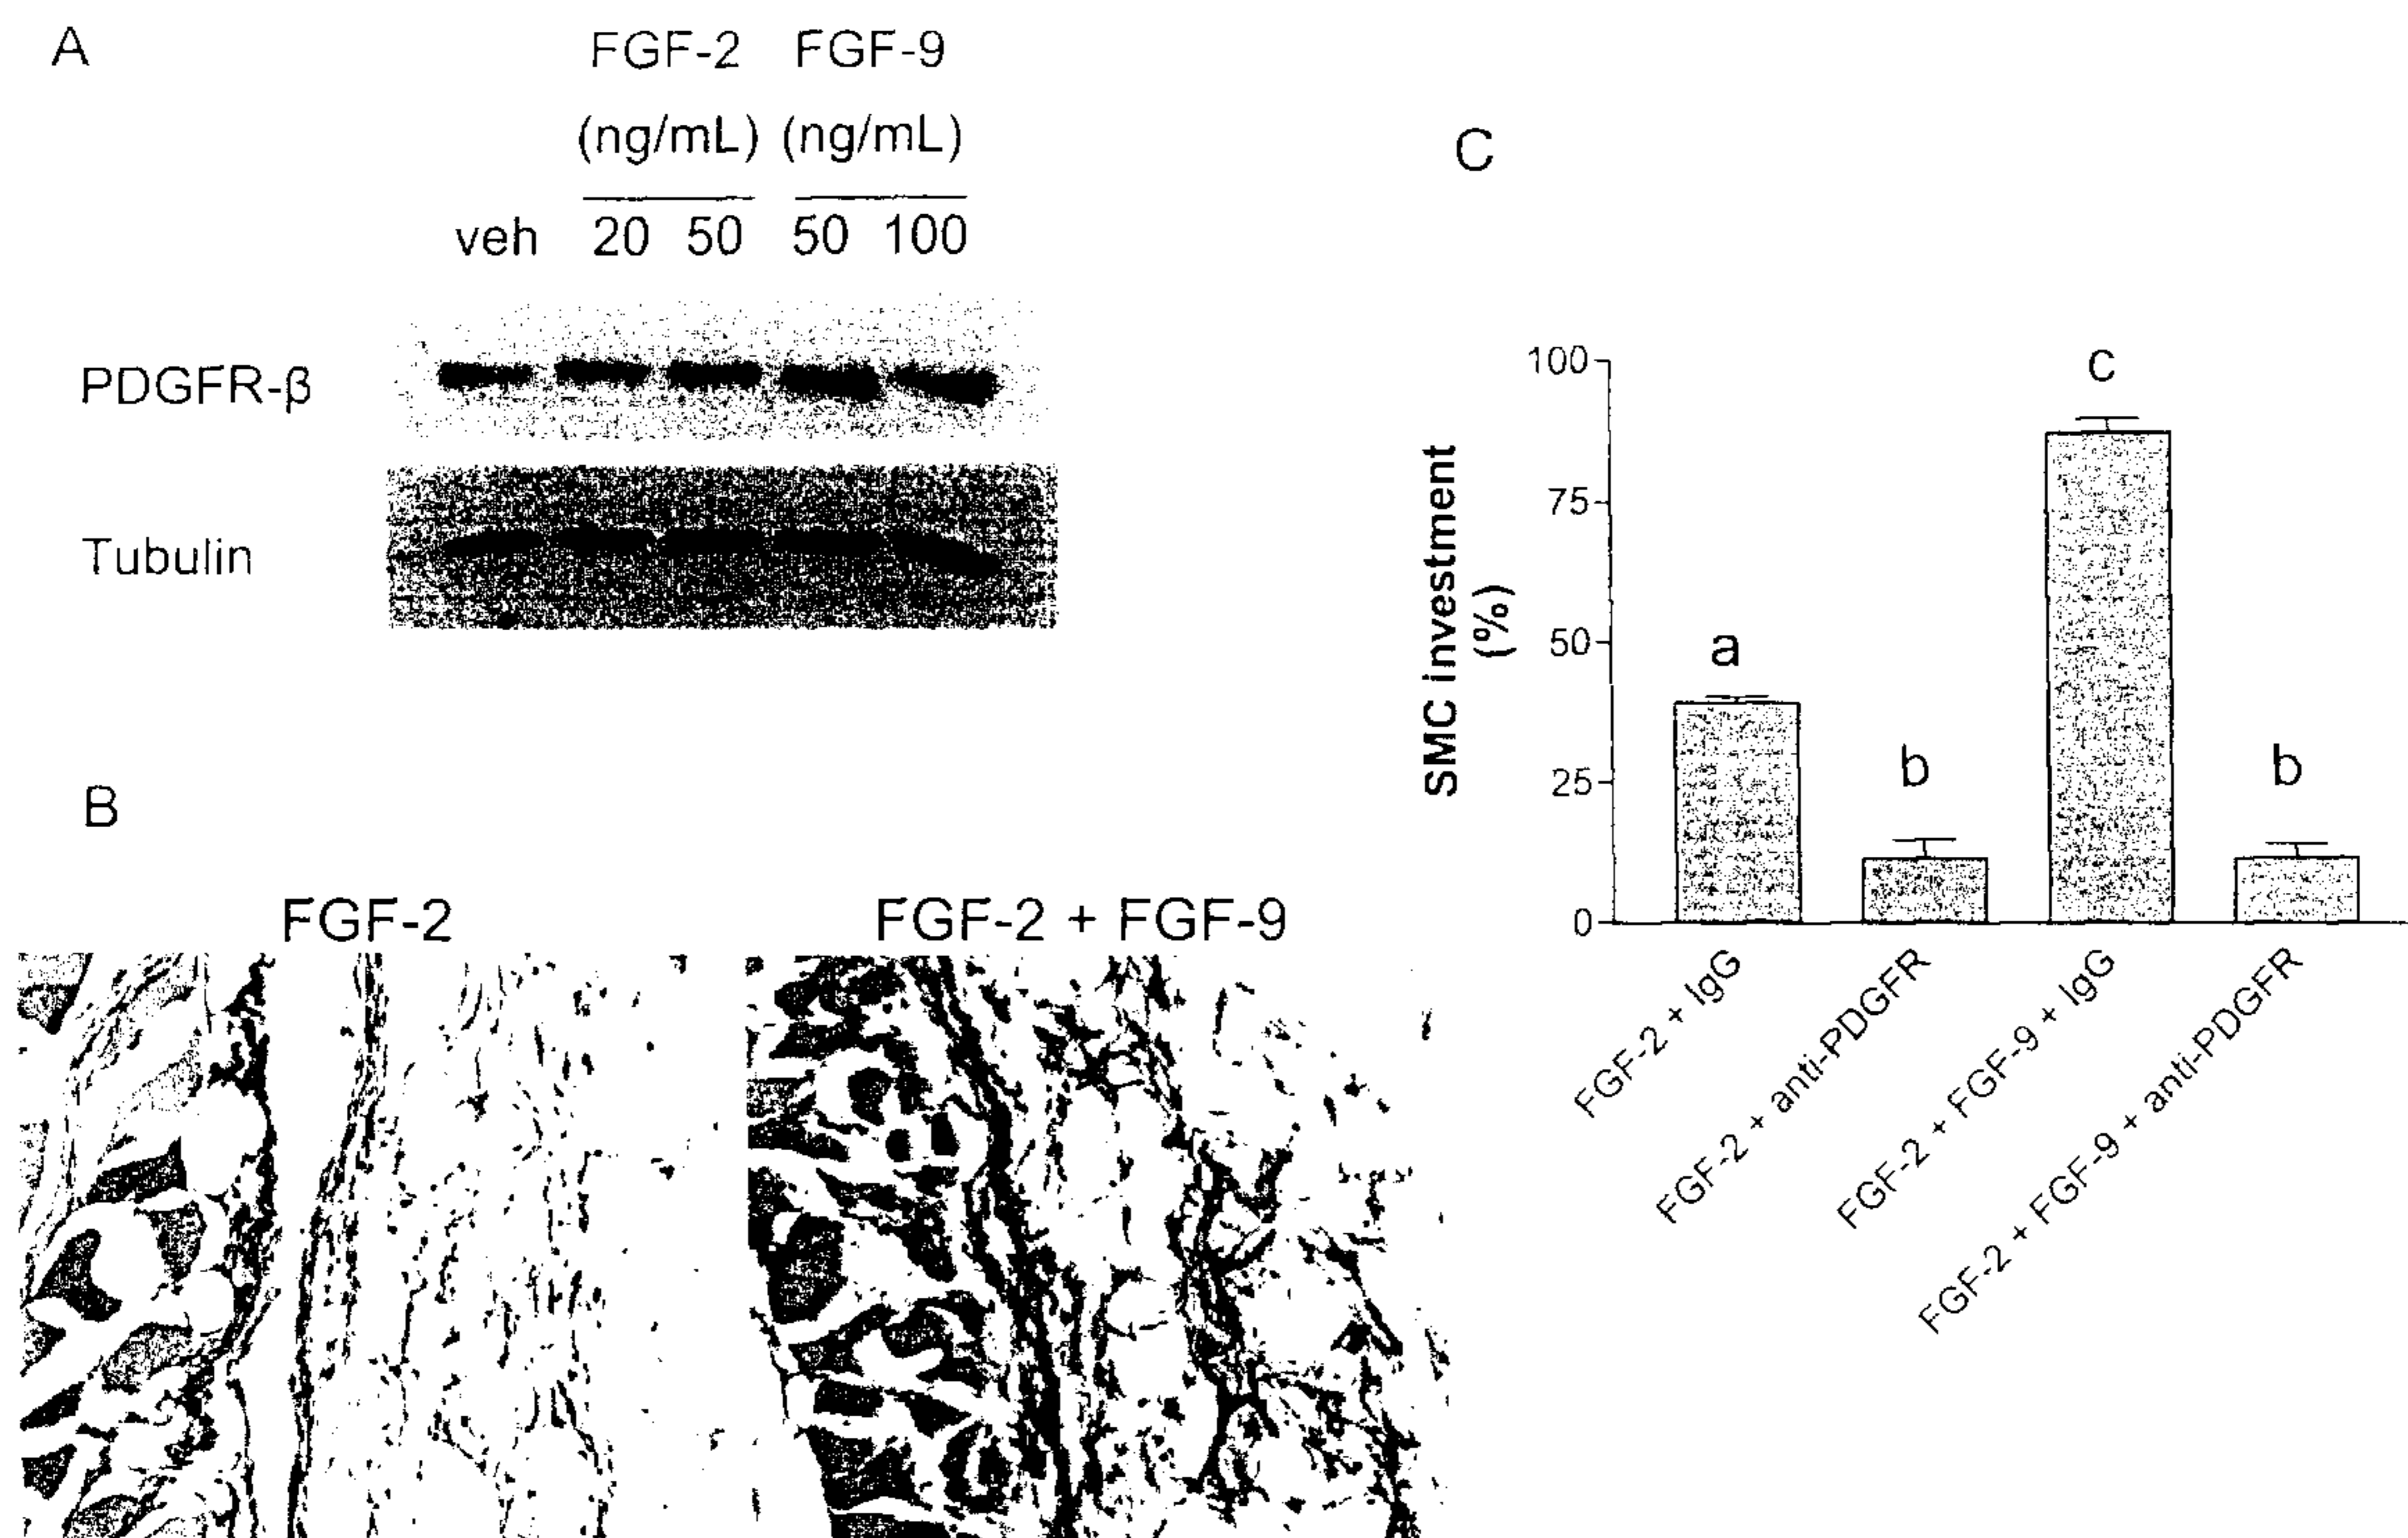 A
FGF-2 FGF-9
(ng/mL) (ng/mL)
veh 20 50 50 100
PDGFR-β
Tubulin
B
FGF-2
FGF-2 + FGF-9
C
SMC investment
(%)
100
75
50
25
0
a
b
c
b
FGF-2 + IgG
FGF-2 + anti-PDGFR
FGF-2 + FGF-9 + IgG
FGF-2 + FGF-9 + anti-PDGFR